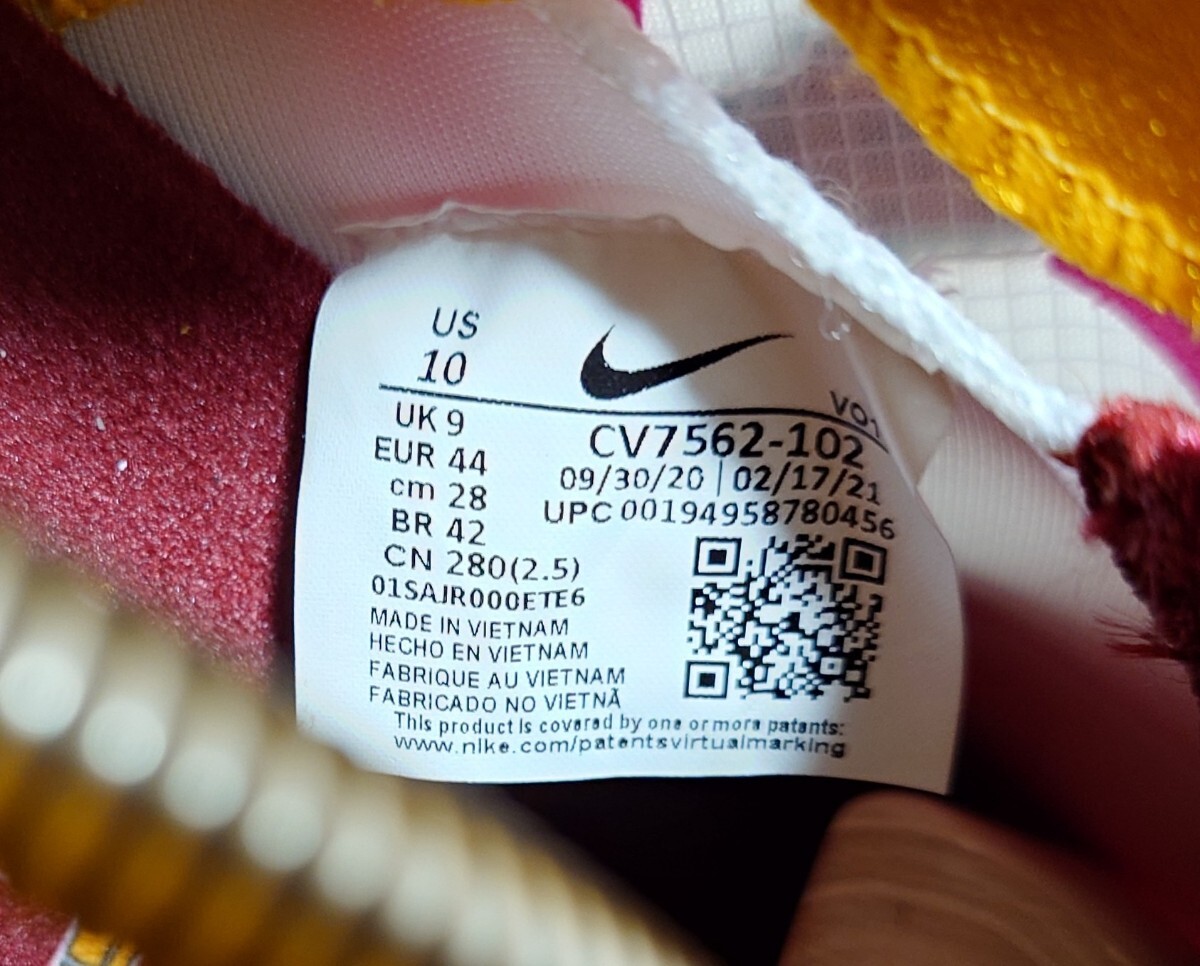 US
10
VO1
UK 9
EUR 44
cm 28
BR 42
CN 280(2.5)
CV7562-102
09/30/20 | 02/17/21
UPC 00194958780456
01SAJR000ETE6
MADE IN VIETNAM
HECHO EN VIETNAM
FABRIQUE AU VIETNAM
FABRICADO NO VIETNÃ
This product is covered by one or more patents:
www.nike.com/patentsvirtualmarking